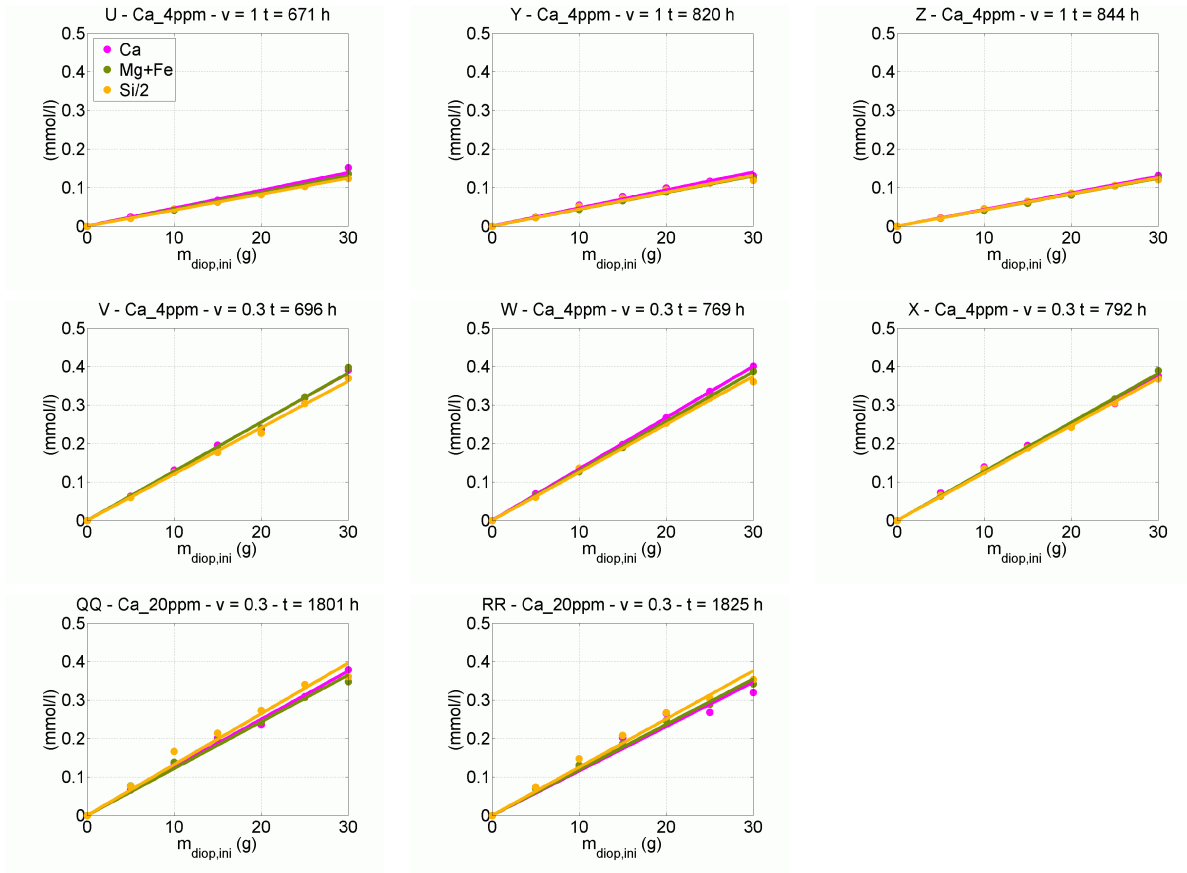 U - Ca_4ppm - v = 1 t = 671 h
0.5
0.4
0.3
0.2
0.1
0
(mmol/l)
Ca
Mg+Fe
Si/2
0 10 20 30
m_diop,ini (g)
Y - Ca_4ppm - v = 1 t = 820 h
0.5
0.4
0.3
0.2
0.1
0
(mmol/l)
0 10 20 30
m_diop,ini (g)
Z - Ca_4ppm - v = 1 t = 844 h
0.5
0.4
0.3
0.2
0.1
0
(mmol/l)
0 10 20 30
m_diop,ini (g)
V - Ca_4ppm - v = 0.3 t = 696 h
0.5
0.4
0.3
0.2
0.1
0
(mmol/l)
0 10 20 30
m_diop,ini (g)
W - Ca_4ppm - v = 0.3 t = 769 h
0.5
0.4
0.3
0.2
0.1
0
(mmol/l)
0 10 20 30
m_diop,ini (g)
X - Ca_4ppm - v = 0.3 t = 792 h
0.5
0.4
0.3
0.2
0.1
0
(mmol/l)
0 10 20 30
m_diop,ini (g)
QQ - Ca_20ppm - v = 0.3 - t = 1801 h
0.5
0.4
0.3
0.2
0.1
0
(mmol/l)
0 10 20 30
m_diop,ini (g)
RR - Ca_20ppm - v = 0.3 - t = 1825 h
0.5
0.4
0.3
0.2
0.1
0
(mmol/l)
0 10 20 30
m_diop,ini (g)